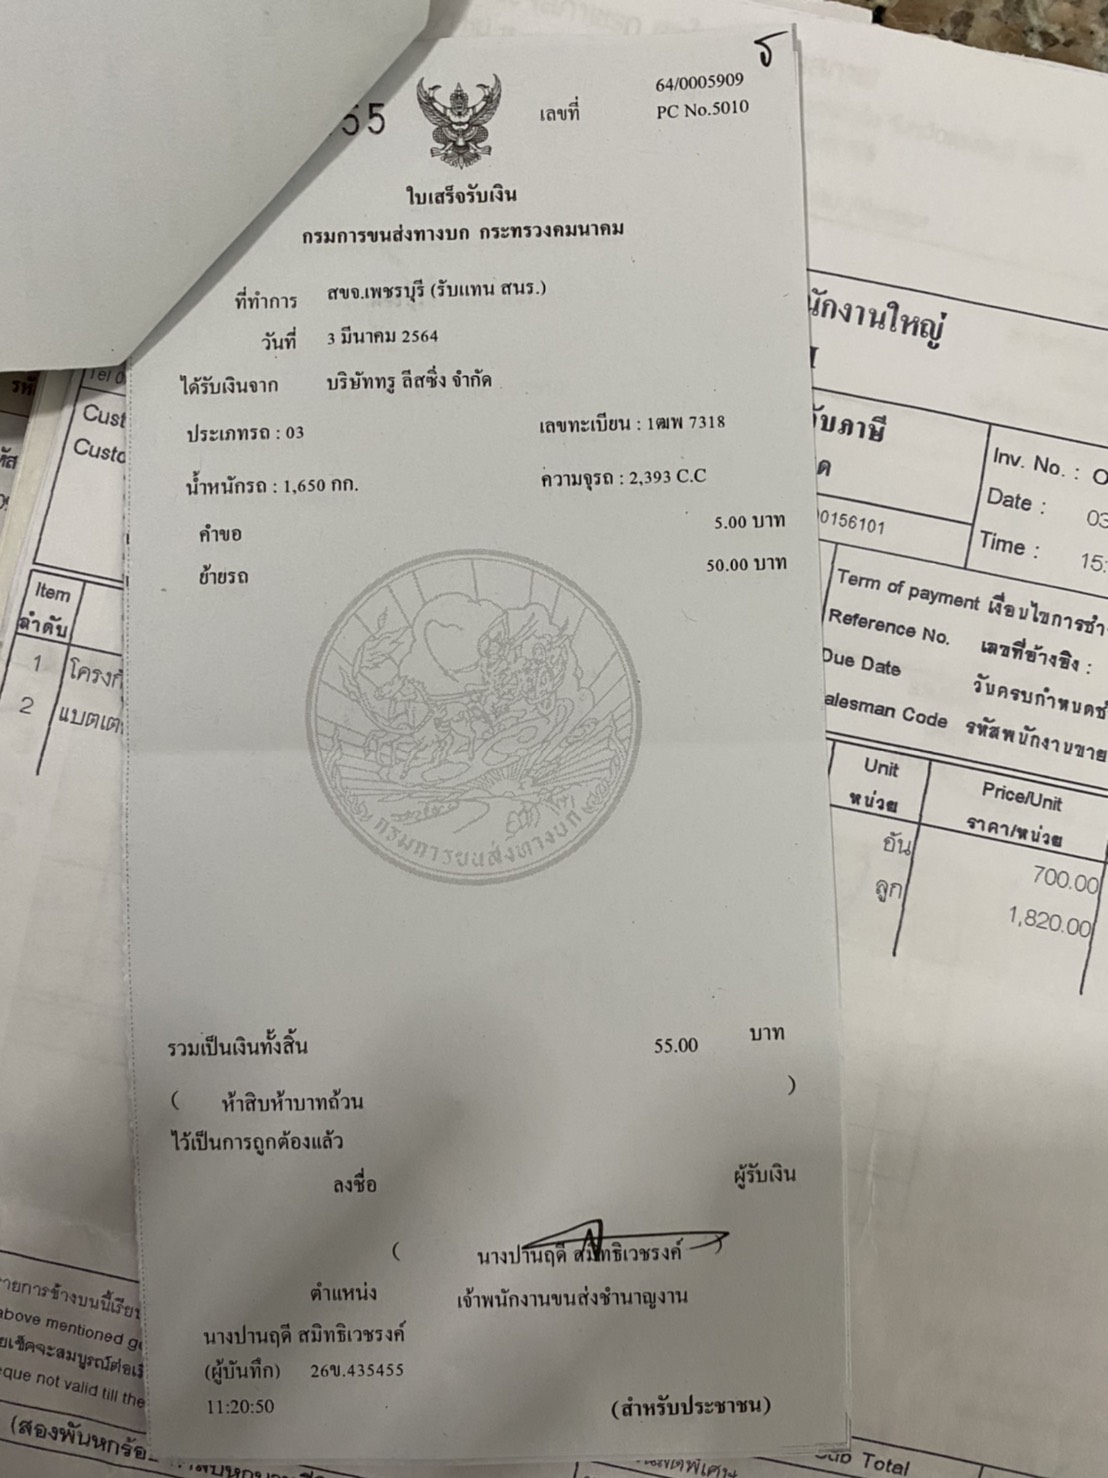 55
เลขที่ 64/0005909
PC No.5010
ใบเสร็จรับเงิน
กรมการขนส่งทางบก กระทรวงคมนาคม
ที่ทำการ สขจ.เพชรบุรี (รับแทน สนร.)
วันที่ 3 มีนาคม 2564
ได้รับเงินจาก บริษัททรู ลีสซิ่ง จำกัด
ประเภทรถ : 03 เลขทะเบียน : 1ฒพ 7318
น้ำหนักรถ : 1,650 กก. ความจุรถ : 2,393 C.C
คำขอ 5.00 บาท
ย้ายรถ 50.00 บาท
กรมการขนส่งทางบก
รวมเป็นเงินทั้งสิ้น 55.00 บาท
( ห้าสิบห้าบาทถ้วน )
ไว้เป็นการถูกต้องแล้ว
ลงชื่อ ผู้รับเงิน
( นางปานฤดี สมิทธิเวชรงค์ )
ตำแหน่ง เจ้าพนักงานขนส่งชำนาญงาน
นางปานฤดี สมิทธิเวชรงค์
(ผู้บันทึก) 26ข.435455
11:20:50 (สำหรับประชาชน)
นักงานใหญ่
Inv. No. :
Date : 03
Time : 15:
0156101
Term of payment เงื่อนไขการชำ
Reference No. เลขที่อ้างอิง :
Due Date วันครบกำหนดช
alesman Code รหัสพนักงานขาย
Unit Price/Unit
หน่วย ราคา/หน่วย
อัน 700.00
ลูก 1,820.00
Item
ลำดับ
1
2 แบตเต
above mentioned
que not valid till the
Sub Total